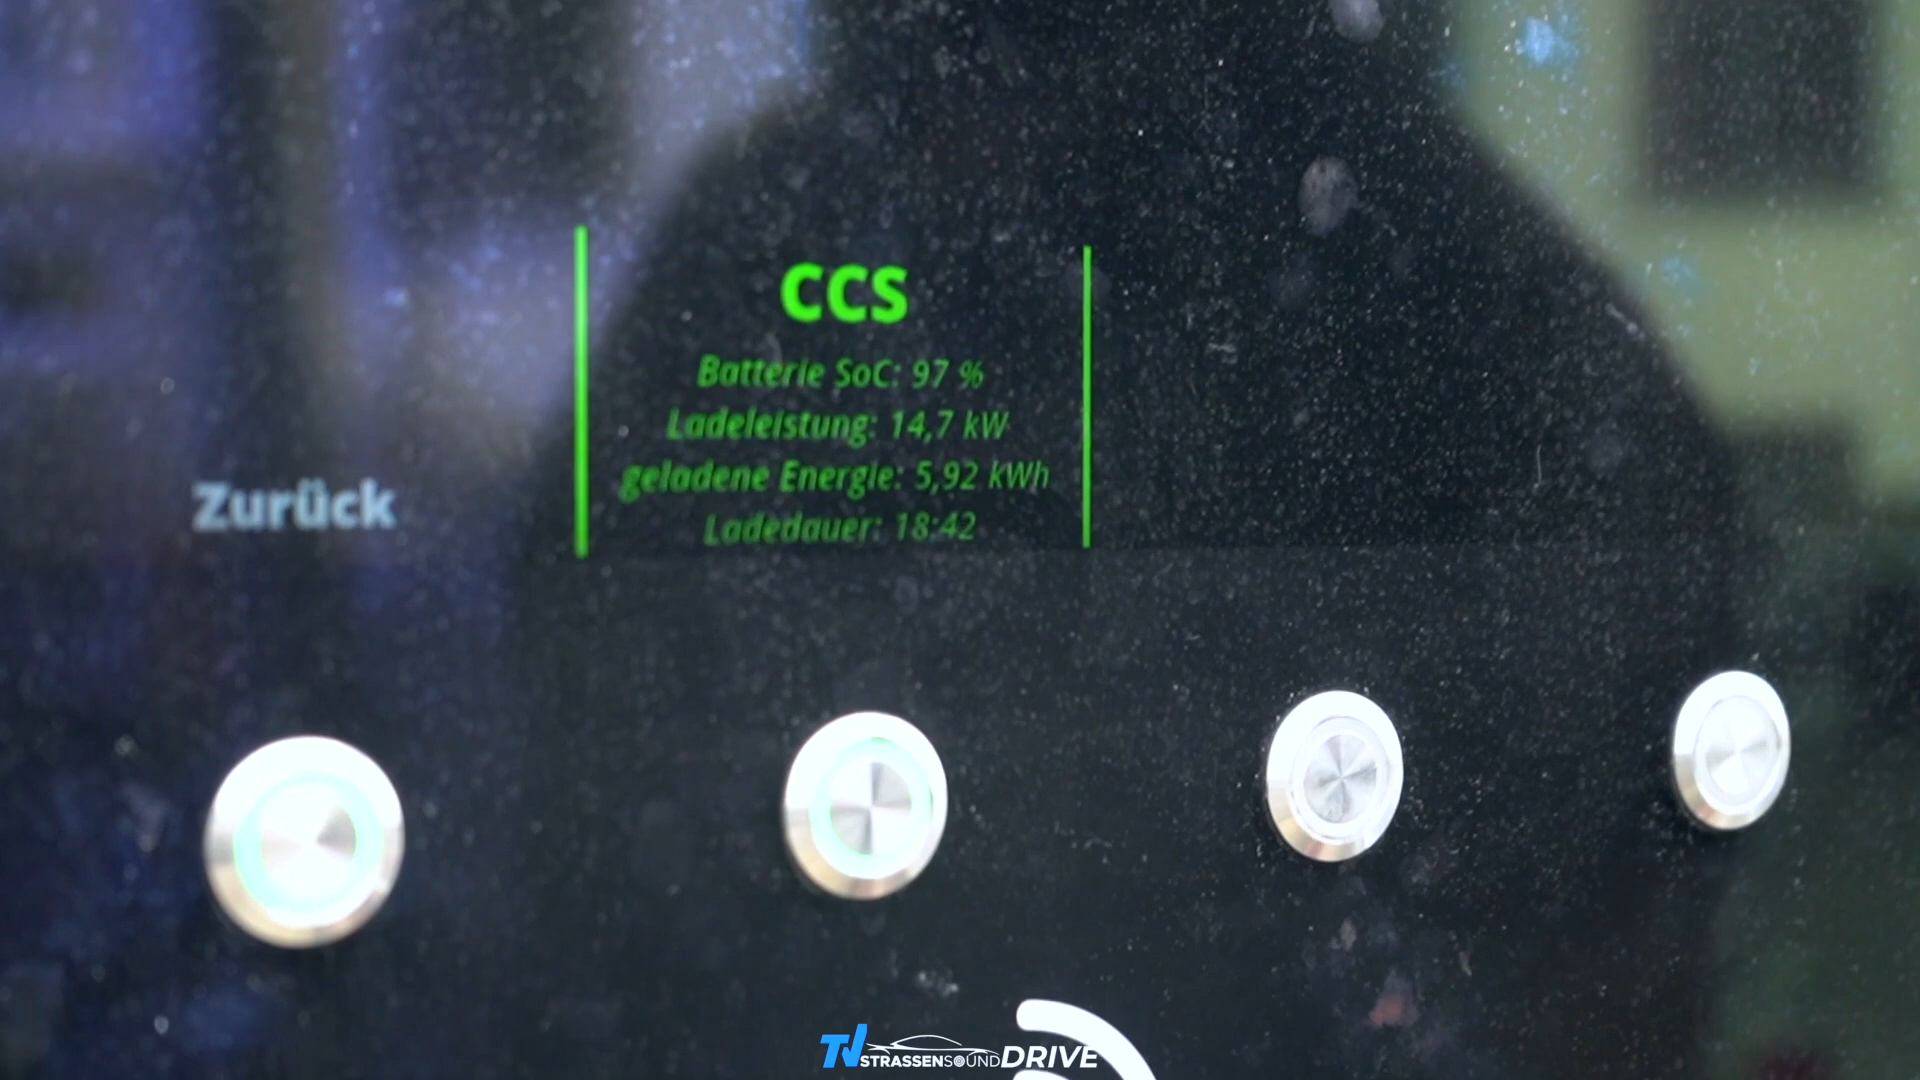 CCS
Batterie SoC: 97 %
Ladeleistung: 14,7 kW
geladene Energie: 5,92 kWh
Ladedauer: 18:42
Zurück
TV STRASSENSOUND DRIVE